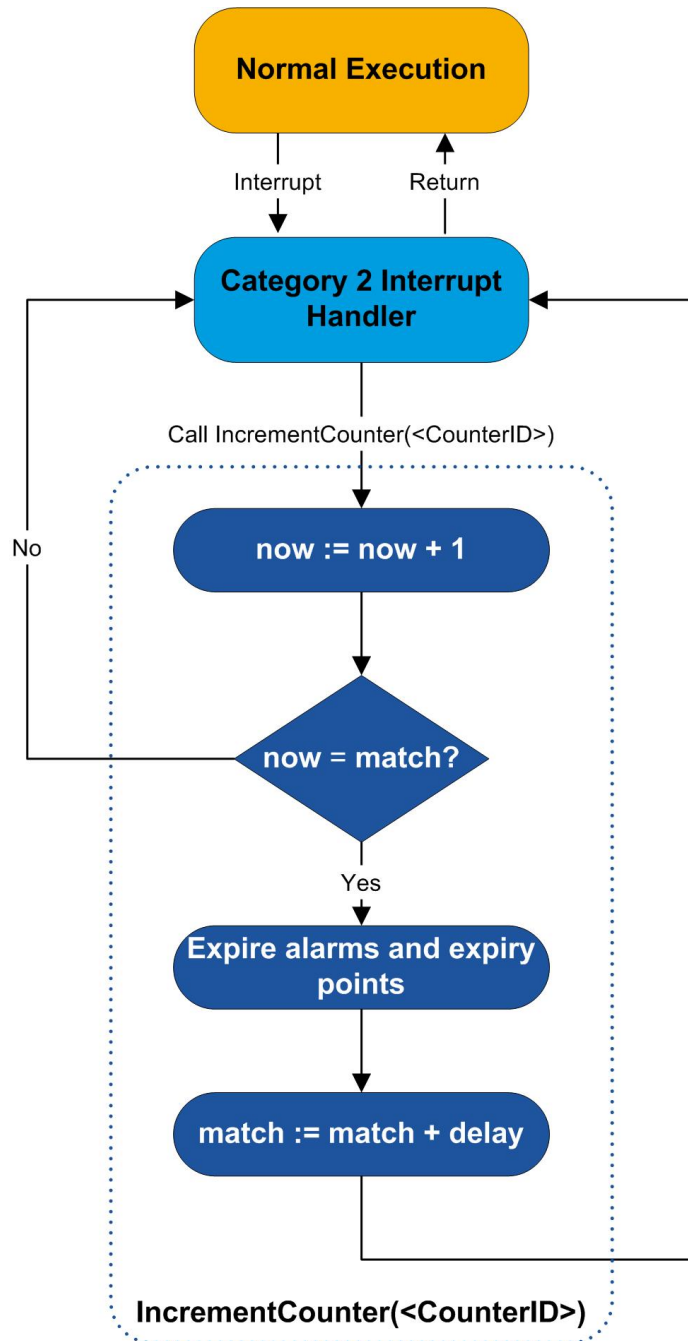 Normal Execution
Interrupt
Return
Category 2 Interrupt
Handler
Call IncrementCounter(<CounterID>)
now := now + 1
No
now = match?
Yes
Expire alarms and expiry
points
match := match + delay
IncrementCounter(<CounterID>)